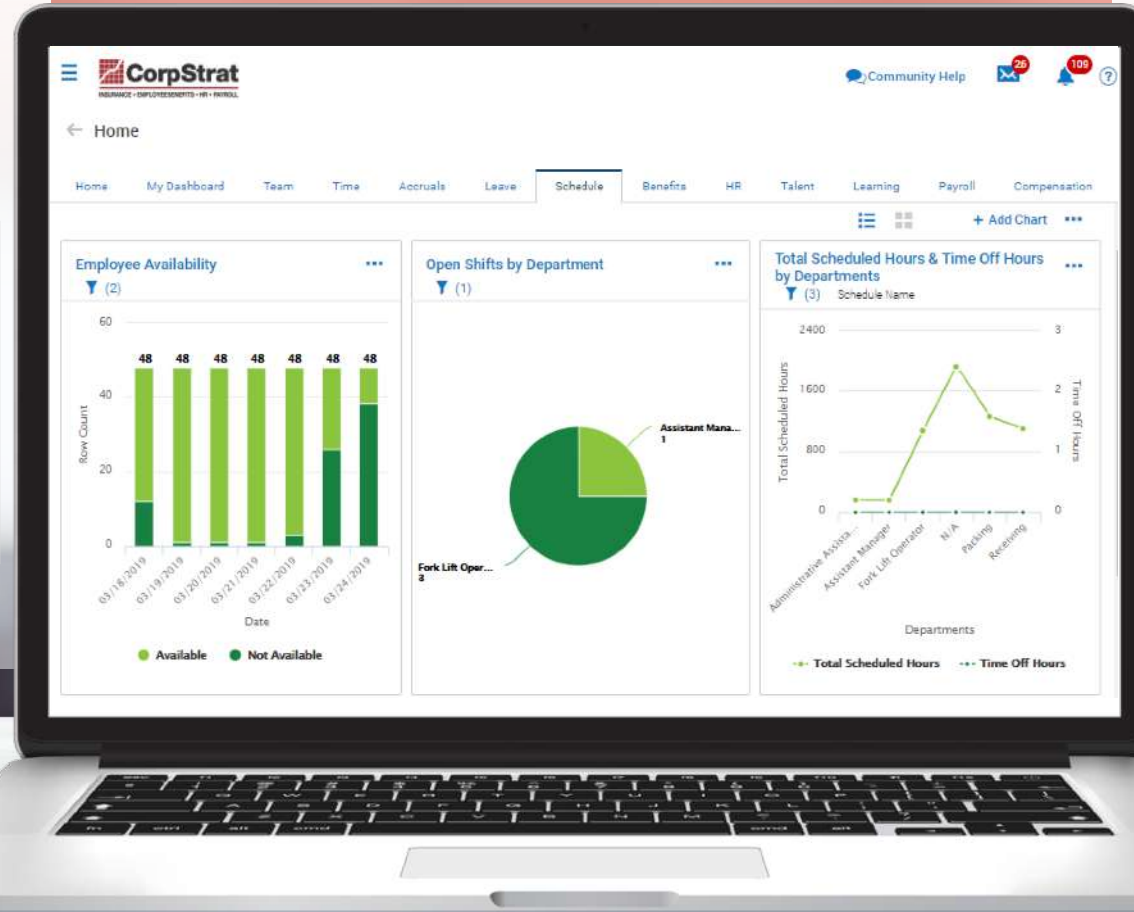 CorpStrat
INSURANCE • EMPLOYEE BENEFITS • HR • PAYROLL
Community Help
26
109
?
← Home
Home My Dashboard Team Time Accruals Leave Schedule Benefits HR Talent Learning Payroll Compensation
+ Add Chart •••
Employee Availability •••
(2)
60
40
20
0
Row Count
48 48 48 48 48 48 48
03/18/2019 03/19/2019 03/20/2019 03/21/2019 03/22/2019 03/23/2019 03/24/2019
Date
Available Not Available
Open Shifts by Department •••
(1)
Assistant Mana...
1
Fork Lift Oper...
3
Total Scheduled Hours & Time Off Hours
by Departments •••
(3) Schedule Name
2400 3
1600 2
800 1
0 0
Total Scheduled Hours
Time Off Hours
Administrative Assista... Assistant Manager Fork Lift Operator N/A Packing Receiving
Departments
Total Scheduled Hours Time Off Hours